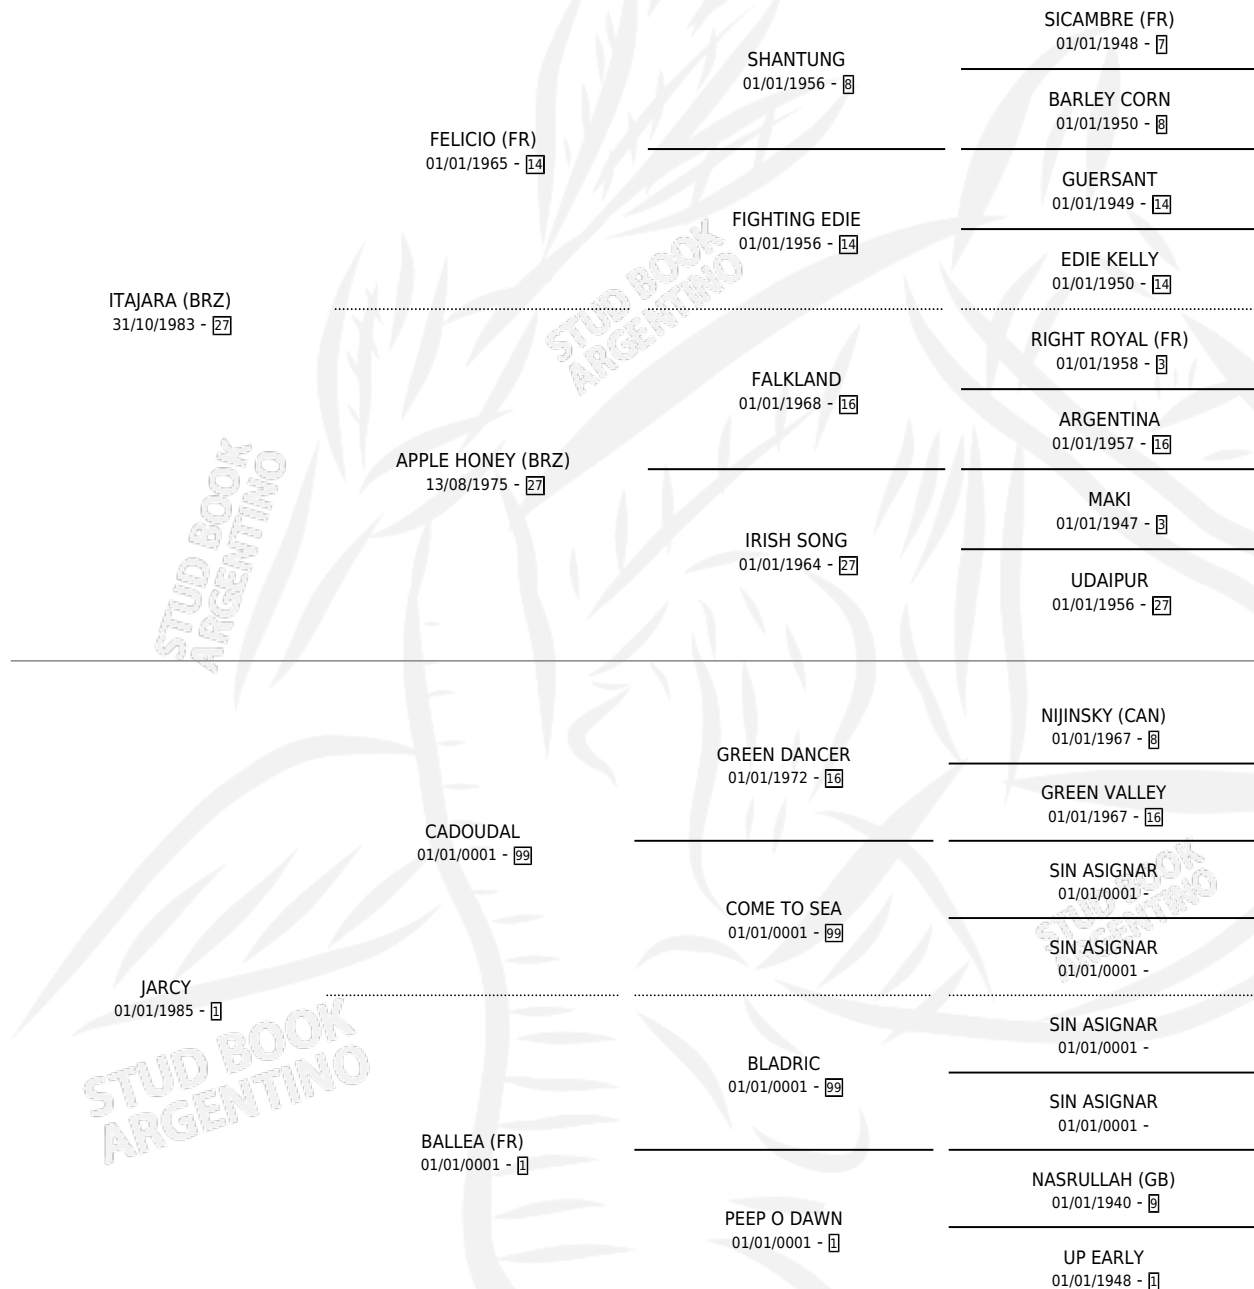 SICAMBRE (FR)
01/01/1948 - 7
SHANTUNG
01/01/1956 - 8
BARLEY CORN
01/01/1950 - 8
FELICIO (FR)
01/01/1965 - 14
GUERSANT
01/01/1949 - 14
FIGHTING EDIE
01/01/1956 - 14
EDIE KELLY
01/01/1950 - 14
ITAJARA (BRZ)
31/10/1983 - 27
RIGHT ROYAL (FR)
01/01/1958 - 3
FALKLAND
01/01/1968 - 16
ARGENTINA
01/01/1957 - 16
APPLE HONEY (BRZ)
13/08/1975 - 27
MAKI
01/01/1947 - 3
IRISH SONG
01/01/1964 - 27
UDAIPUR
01/01/1956 - 27
NIJINSKY (CAN)
01/01/1967 - 8
GREEN DANCER
01/01/1972 - 16
GREEN VALLEY
01/01/1967 - 16
CADOUDAL
01/01/0001 - 99
SIN ASIGNAR
01/01/0001 -
COME TO SEA
01/01/0001 - 99
SIN ASIGNAR
01/01/0001 -
JARCY
01/01/1985 - 1
SIN ASIGNAR
01/01/0001 -
BLADRIC
01/01/0001 - 99
SIN ASIGNAR
01/01/0001 -
BALLEA (FR)
01/01/0001 - 1
NASRULLAH (GB)
01/01/1940 - 9
PEEP O DAWN
01/01/0001 - 1
UP EARLY
01/01/1948 - 1
STUD BOOK
ARGENTINO
STUD BOOK
ARGENTINO
STUD BOOK
ARGENTINO
STUD BOOK
ARGENTINO